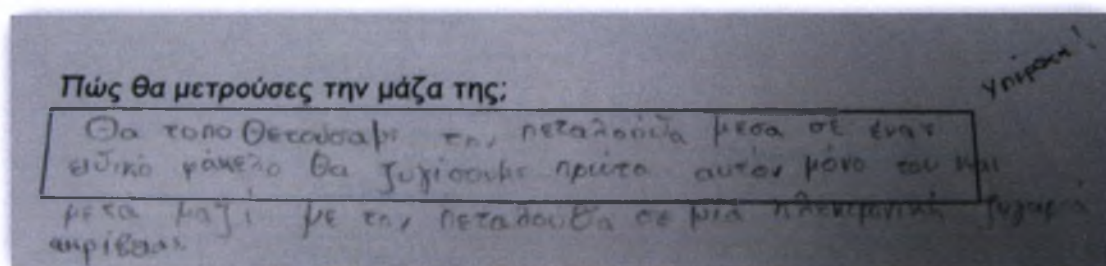 Υπέροχα!
Πώς θα μετρούσες την μάζα της;
Θα τοποθετούσαμε την πεταλούδα μέσα σε έναν
ειδικό φάκελο θα ζυγίσουμε πρώτα αυτόν μόνο του και
μετά μαζί με την πεταλούδα σε μια ηλεκτρονική ζυγαριά
ακρίβειας